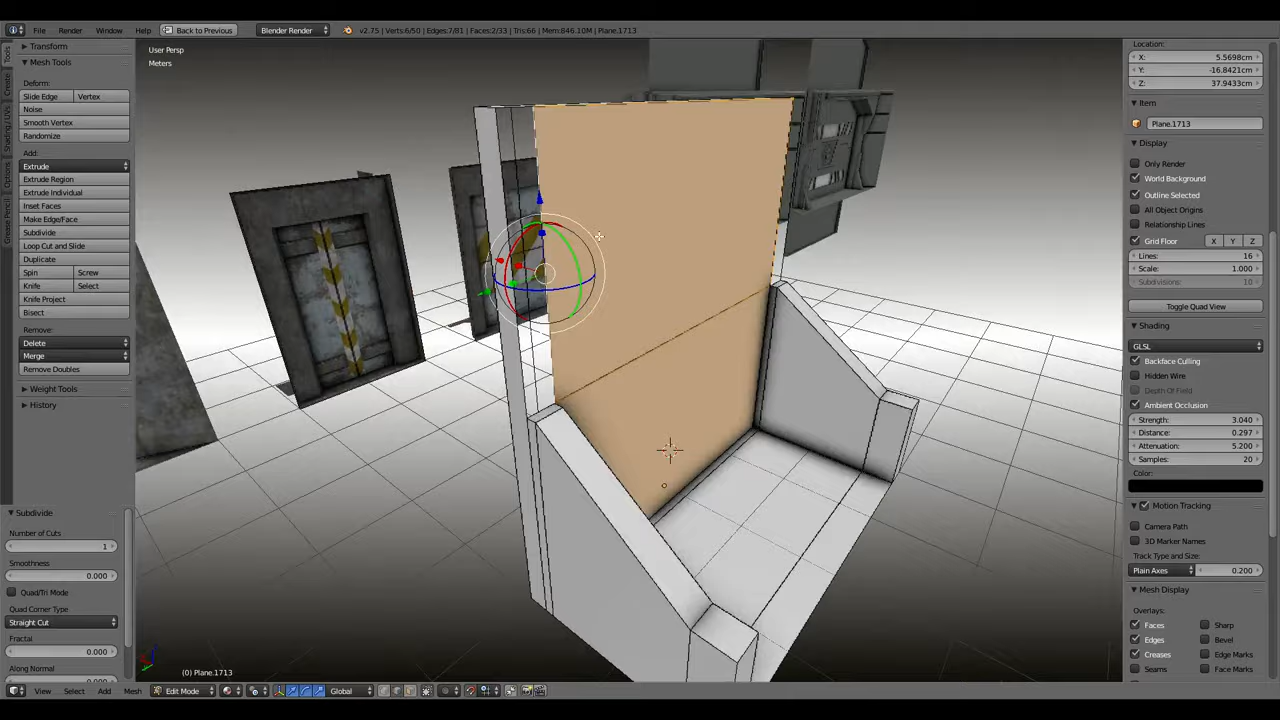 File Render Window Help Back to Previous Blender Render v2.75 | Verts:6/50 | Edges:7/81 | Faces:2/33 | Tris:66 | Mem:846.10M | Plane.1713
Transform
Mesh Tools
Deform:
Slide Edge Vertex
Noise
Smooth Vertex
Randomize
Add:
Extrude
Extrude Region
Extrude Individual
Inset Faces
Make Edge/Face
Subdivide
Loop Cut and Slide
Duplicate
Spin Screw
Knife Select
Knife Project
Bisect
Remove:
Delete
Merge
Remove Doubles
Weight Tools
History
Subdivide
Number of Cuts
1
Smoothness
0.000
Quad/Tri Mode
Quad Corner Type
Straight Cut
Fractal
0.000
Along Normal
0.000
Tools
Create
Shading / UVs
Options
Grease Pencil
User Persp
Meters
(0) Plane.1713
View Select Add Mesh Edit Mode Global
Location:
X: 5.5698cm
Y: -16.8421cm
Z: 37.9433cm
Item
Plane.1713
Display
Only Render
World Background
Outline Selected
All Object Origins
Relationship Lines
Grid Floor X Y Z
Lines: 16
Scale: 1.000
Subdivisions: 10
Toggle Quad View
Shading
GLSL
Backface Culling
Hidden Wire
Depth Of Field
Ambient Occlusion
Strength: 3.040
Distance: 0.297
Attenuation: 5.200
Samples: 20
Color:
Motion Tracking
Camera Path
3D Marker Names
Track Type and Size:
Plain Axes 0.200
Mesh Display
Overlays:
Faces Sharp
Edges Bevel
Creases Edge Marks
Seams Face Marks